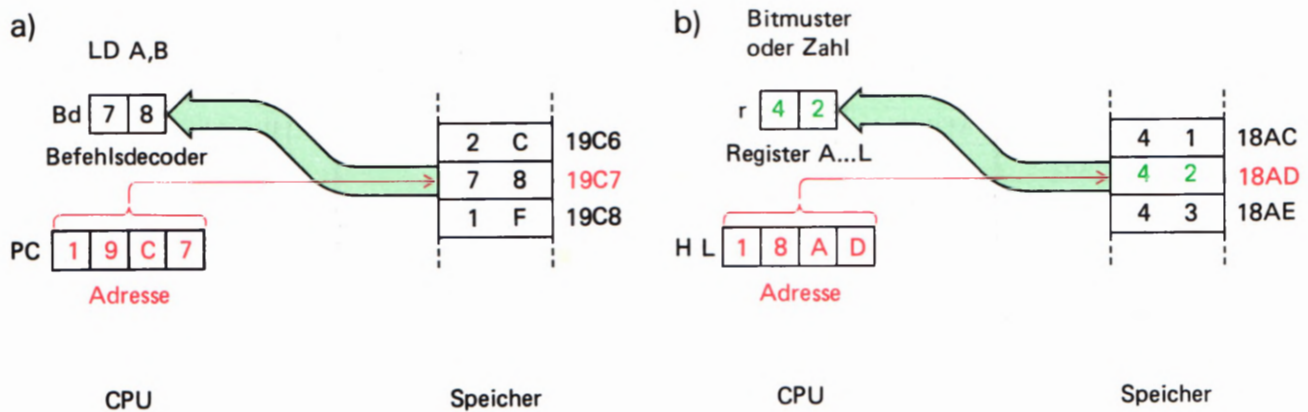 a)
LD A,B
Bd 7 8
Befehlsdecoder
PC 1 9 C 7
Adresse
2 C 19C6
7 8 19C7
1 F 19C8
CPU
Speicher
b)
Bitmuster
oder Zahl
r 4 2
Register A...L
H L 1 8 A D
Adresse
4 1 18AC
4 2 18AD
4 3 18AE
CPU
Speicher